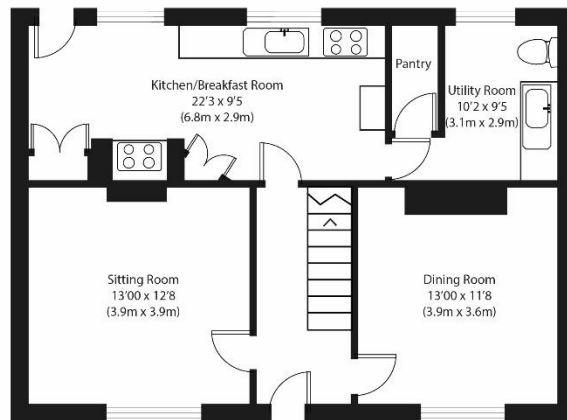 Kitchen/Breakfast Room
22'3 x 9'5
(6.8m x 2.9m)
Pantry
Utility Room
10'2 x 9'5
(3.1m x 2.9m)
Sitting Room
13'00 x 12'8
(3.9m x 3.9m)
Dining Room
13'00 x 11'8
(3.9m x 3.6m)